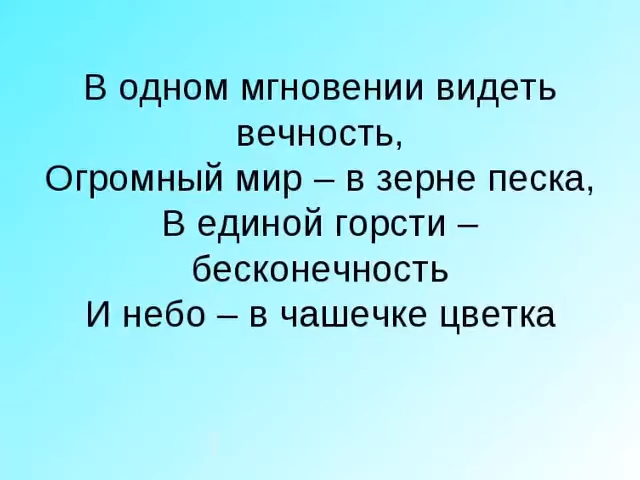 В одном мгновении видеть
вечность,
Огромный мир – в зерне песка,
В единой горсти –
бесконечность
И небо – в чашечке цветка